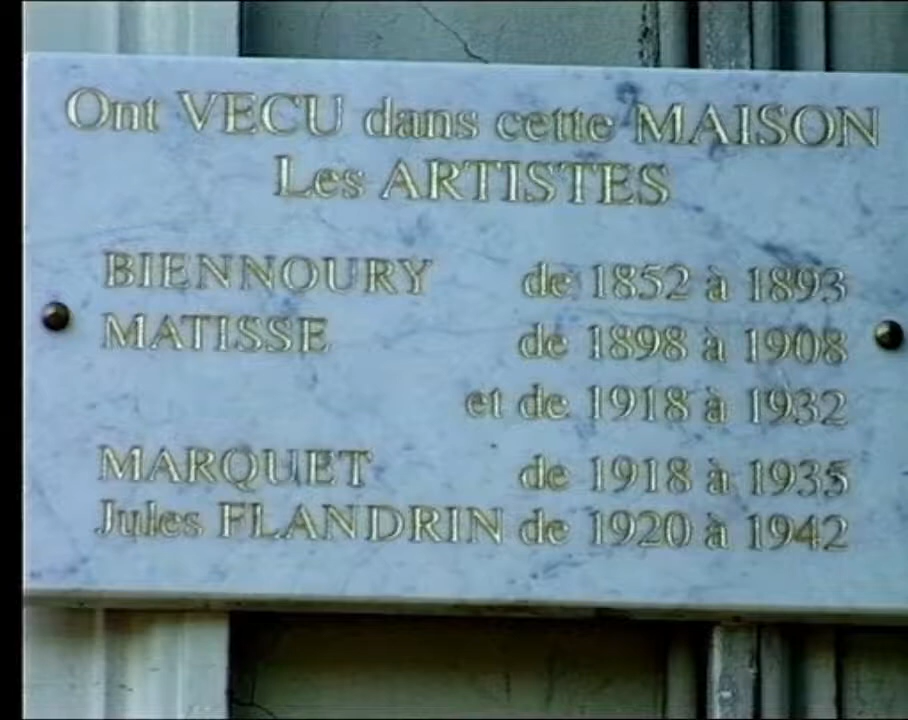 Ont VECU dans cette MAISON
Les ARTISTES
BIENNOURY de 1852 à 1893
MATISSE de 1898 à 1908
et de 1918 à 1932
MARQUET de 1918 à 1935
Jules FLANDRIN de 1920 à 1942